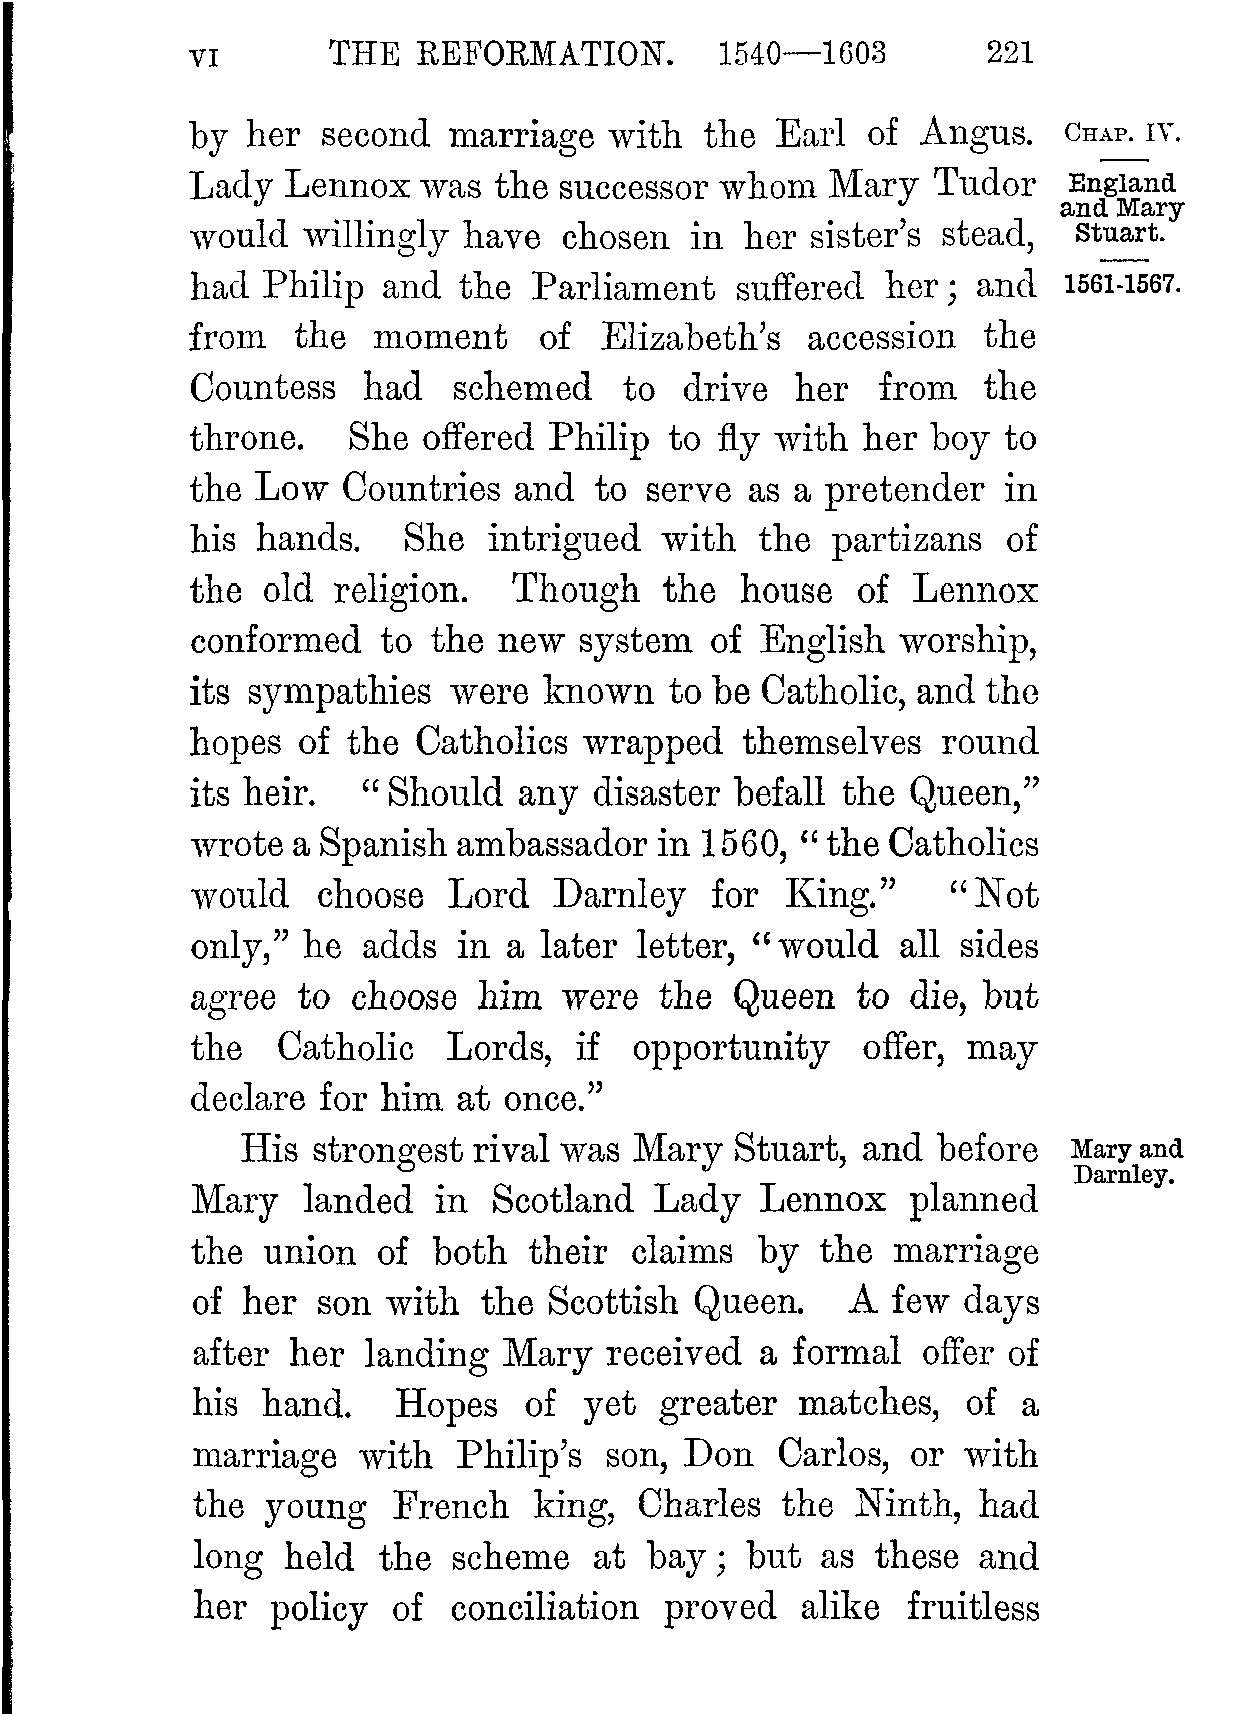 VI THE REFORMATION. 1540—1603 221
by her second marriage with the Earl of Angus.
Lady Lennox was the successor whom Mary Tudor
would willingly have chosen in her sister's stead,
had Philip and the Parliament suffered her; and
from the moment of Elizabeth's accession the
Countess had schemed to drive her from the
throne. She offered Philip to fly with her boy to
the Low Countries and to serve as a pretender in
his hands. She intrigued with the partizans of
the old religion. Though the house of Lennox
conformed to the new system of English worship,
its sympathies were known to be Catholic, and the
hopes of the Catholics wrapped themselves round
its heir. “Should any disaster befall the Queen,”
wrote a Spanish ambassador in 1560, “the Catholics
would choose Lord Darnley for King.” “Not
only,” he adds in a later letter, “would all sides
agree to choose him were the Queen to die, but
the Catholic Lords, if opportunity offer, may
declare for him at once.”
His strongest rival was Mary Stuart, and before
Mary landed in Scotland Lady Lennox planned
the union of both their claims by the marriage
of her son with the Scottish Queen. A few days
after her landing Mary received a formal offer of
his hand. Hopes of yet greater matches, of a
marriage with Philip's son, Don Carlos, or with
the young French king, Charles the Ninth, had
long held the scheme at bay; but as these and
her policy of conciliation proved alike fruitless
CHAP. IV.
England
and Mary
Stuart.
1561-1567.
Mary and
Darnley.